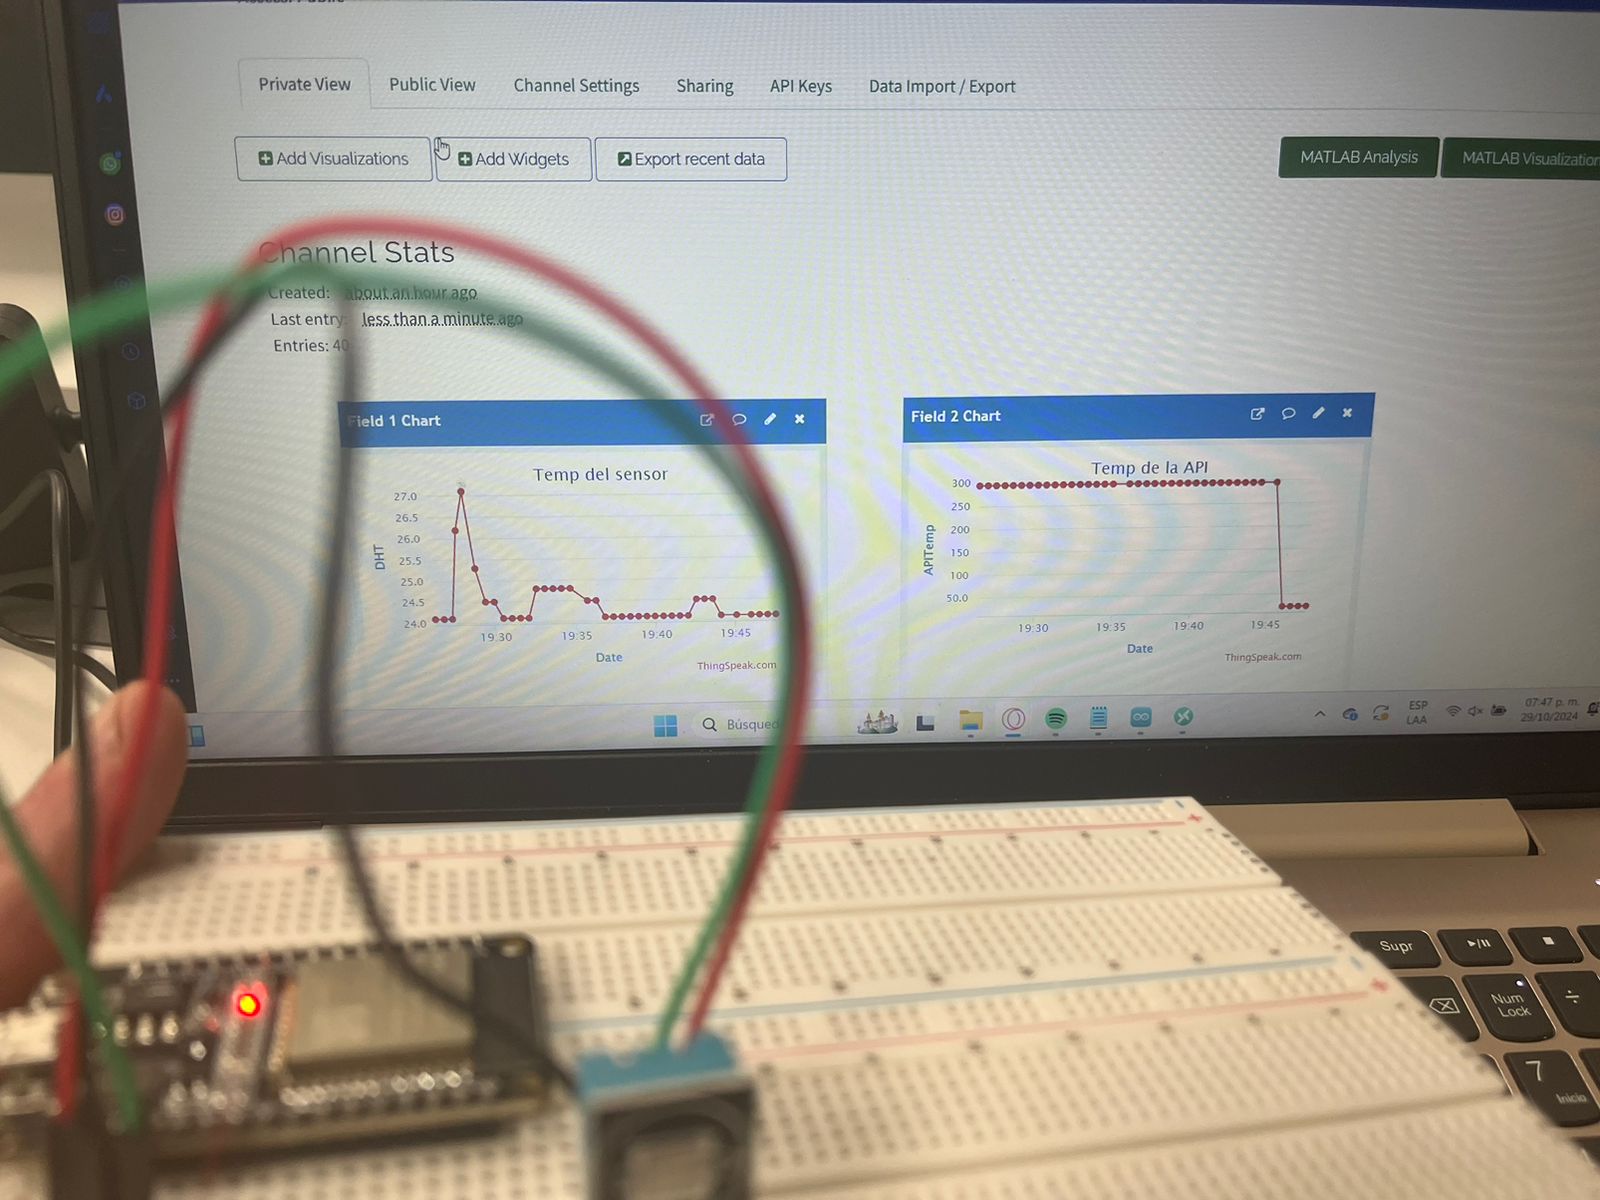 Private View Public View Channel Settings Sharing API Keys Data Import / Export
Add Visualizations Add Widgets Export recent data MATLAB Analysis MATLAB Visualization
Channel Stats
Created: about an hour ago
Last entry: less than a minute ago
Entries: 40
Field 1 Chart
Temp del sensor
DHT
27.0
26.5
26.0
25.5
25.0
24.5
24.0
19:30 19:35 19:40 19:45
Date
ThingSpeak.com
Field 2 Chart
Temp de la API
APITemp
300
250
200
150
100
50.0
19:30 19:35 19:40 19:45
Date
ThingSpeak.com
Búsqued
ESP
LAA
07:47 p. m.
29/10/2024
Supr
Num
Lock
7
Inicio